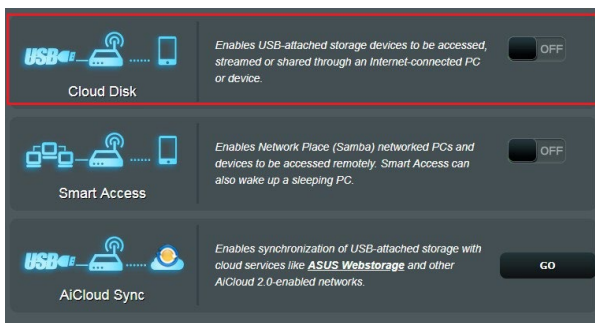 USB
Cloud Disk
Enables USB-attached storage devices to be accessed,
streamed or shared through an Internet-connected PC
or device.
OFF
Smart Access
Enables Network Place (Samba) networked PCs and
devices to be accessed remotely. Smart Access can
also wake up a sleeping PC.
OFF
USB
AiCloud Sync
Enables synchronization of USB-attached storage with
cloud services like ASUS Webstorage and other
AiCloud 2.0-enabled networks.
GO